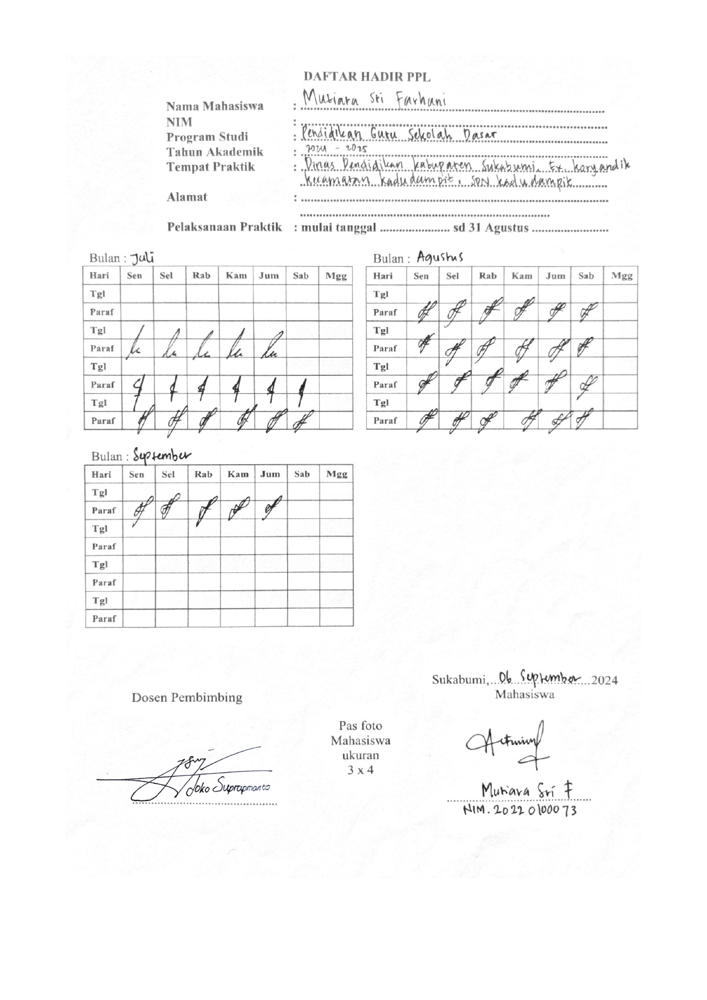 DAFTAR HADIR PPL
Nama Mahasiswa : Mutiara Sri Farhani
NIM :
Program Studi : Pendidikan Guru Sekolah Dasar
Tahun Akademik : 2024 - 2025
Tempat Praktik : Dinas Pendidikan Kabupaten Sukabumi, Ex. Koryandik
Kecamatan Kadudampit, SDN Kadudampit
Alamat :
Pelaksanaan Praktik : mulai tanggal ........................ sd 31 Agustus ..........................
Bulan : Juli
Hari Sen Sel Rab Kam Jum Sab Mgg
Tgl
Paraf
Tgl
Paraf
Tgl
Paraf
Tgl
Paraf
Bulan : Agustus
Hari Sen Sel Rab Kam Jum Sab Mgg
Tgl
Paraf
Tgl
Paraf
Tgl
Paraf
Tgl
Paraf
Bulan : September
Hari Sen Sel Rab Kam Jum Sab Mgg
Tgl
Paraf
Tgl
Paraf
Tgl
Paraf
Tgl
Paraf
Sukabumi, 06 September 2024
Dosen Pembimbing
Mahasiswa
Pas foto
Mahasiswa
ukuran
3 x 4
Joko Suprapmanto
Mutiara Sri F
NIM. 20220100073